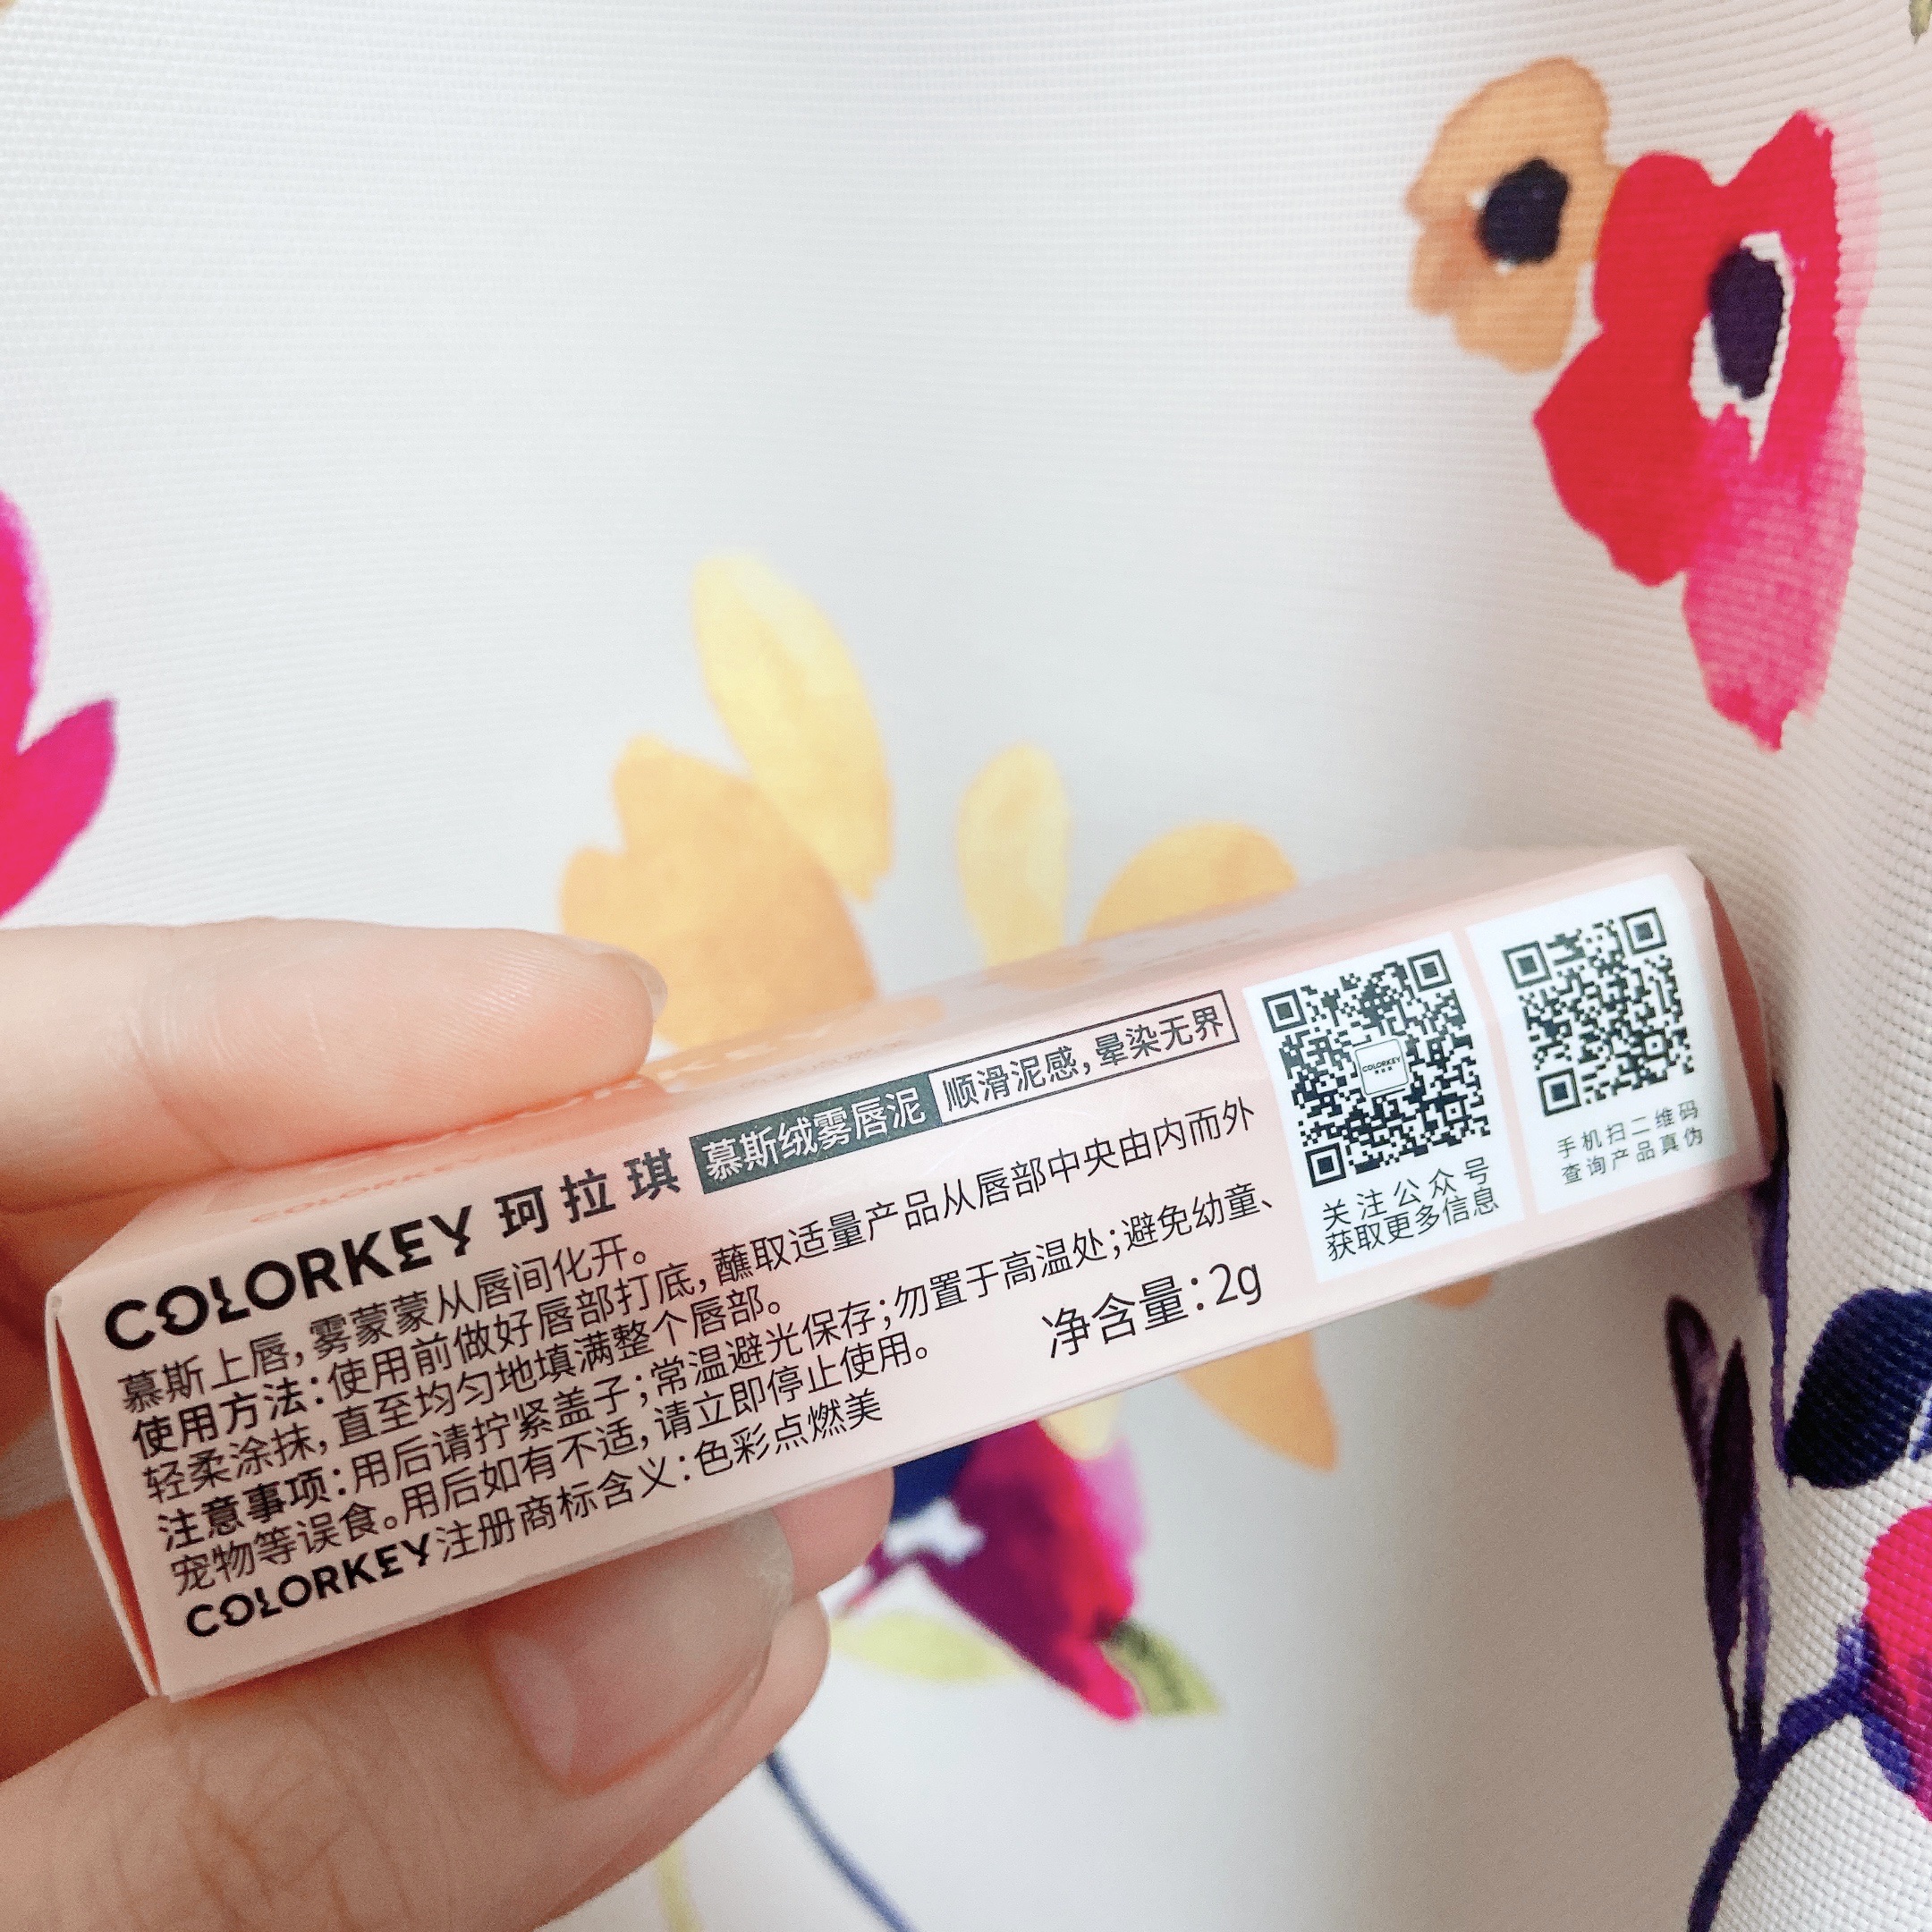 COLORKEY 珂拉琪 慕斯绒雾唇泥 顺滑泥感，晕染无界
慕斯上唇，雾蒙蒙从唇间化开。
使用方法：使用前做好唇部打底，蘸取适量产品从唇部中央由内而外
轻柔涂抹，直至均匀地填满整个唇部。
注意事项：用后请拧紧盖子；常温避光保存；勿置于高温处；避免幼童、
宠物等误食。用后如有不适，请立即停止使用。
COLORKEY注册商标含义：色彩点燃美
净含量：2g
COLORKEY
关注公众号
获取更多信息
手机扫二维码
查询产品真伪
COLORKEY